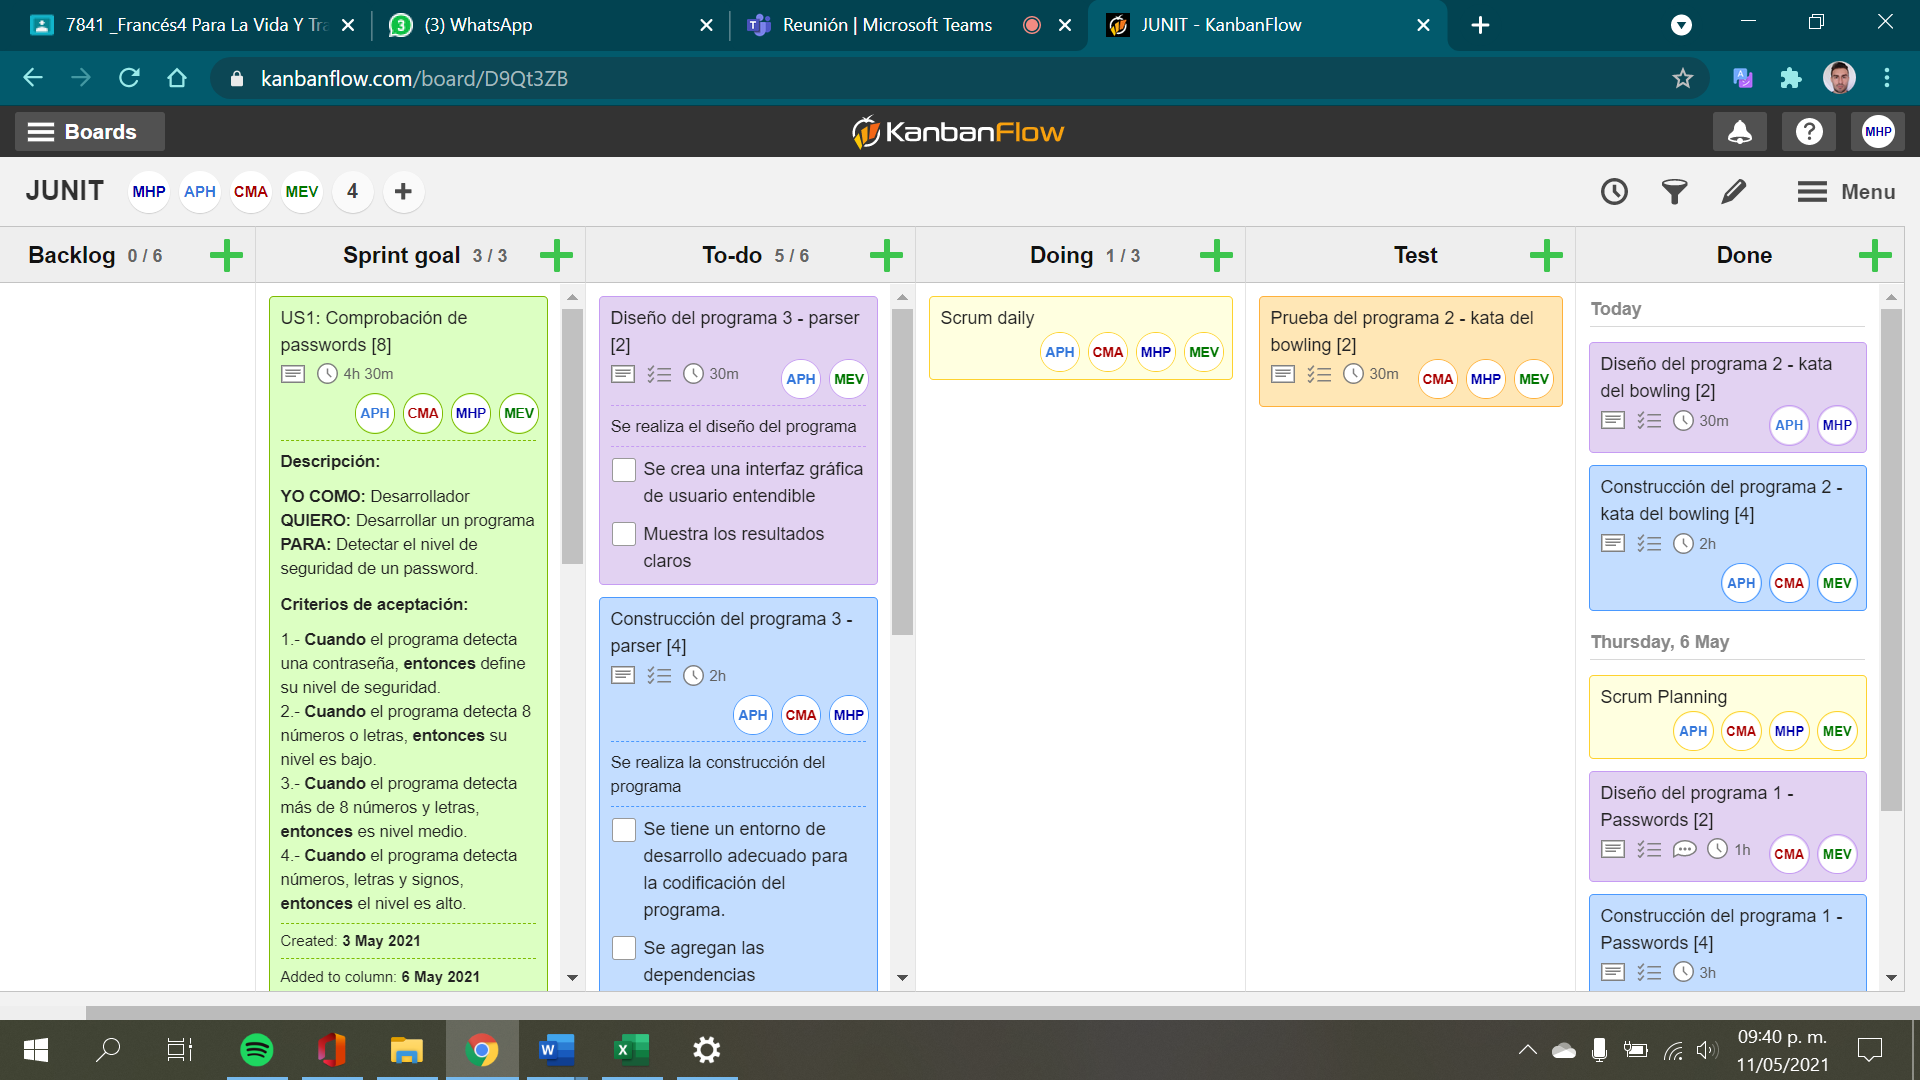 7841 _Francés4 Para La Vida Y Tra
(3) WhatsApp
Reunión | Microsoft Teams
JUNIT - KanbanFlow
kanbanflow.com/board/D9Qt3ZB
Boards
KanbanFlow
MHP
JUNIT
MHP
APH
CMA
MEV
4
Menu
Backlog 0 / 6
Sprint goal 3 / 3
To-do 5 / 6
Doing 1 / 3
Test
Done
US1: Comprobación de
passwords [8]
4h 30m
APH CMA MHP MEV
Descripción:
YO COMO: Desarrollador
QUIERO: Desarrollar un programa
PARA: Detectar el nivel de
seguridad de un password.
Criterios de aceptación:
1.- Cuando el programa detecta
una contraseña, entonces define
su nivel de seguridad.
2.- Cuando el programa detecta 8
números o letras, entonces su
nivel es bajo.
3.- Cuando el programa detecta
más de 8 números y letras,
entonces es nivel medio.
4.- Cuando el programa detecta
números, letras y signos,
entonces el nivel es alto.
Created: 3 May 2021
Added to column: 6 May 2021
Diseño del programa 3 - parser
[2]
30m
APH MEV
Se realiza el diseño del programa
Se crea una interfaz gráfica
de usuario entendible
Muestra los resultados
claros
Construcción del programa 3 -
parser [4]
2h
APH CMA MHP
Se realiza la construcción del
programa
Se tiene un entorno de
desarrollo adecuado para
la codificación del
programa.
Se agregan las
dependencias
Scrum daily
APH CMA MHP MEV
Prueba del programa 2 - kata del
bowling [2]
30m
CMA MHP MEV
Today
Diseño del programa 2 - kata
del bowling [2]
30m
APH MHP
Construcción del programa 2 -
kata del bowling [4]
2h
APH CMA MEV
Thursday, 6 May
Scrum Planning
APH CMA MHP MEV
Diseño del programa 1 -
Passwords [2]
1h
CMA MEV
Construcción del programa 1 -
Passwords [4]
3h
09:40 p. m.
11/05/2021